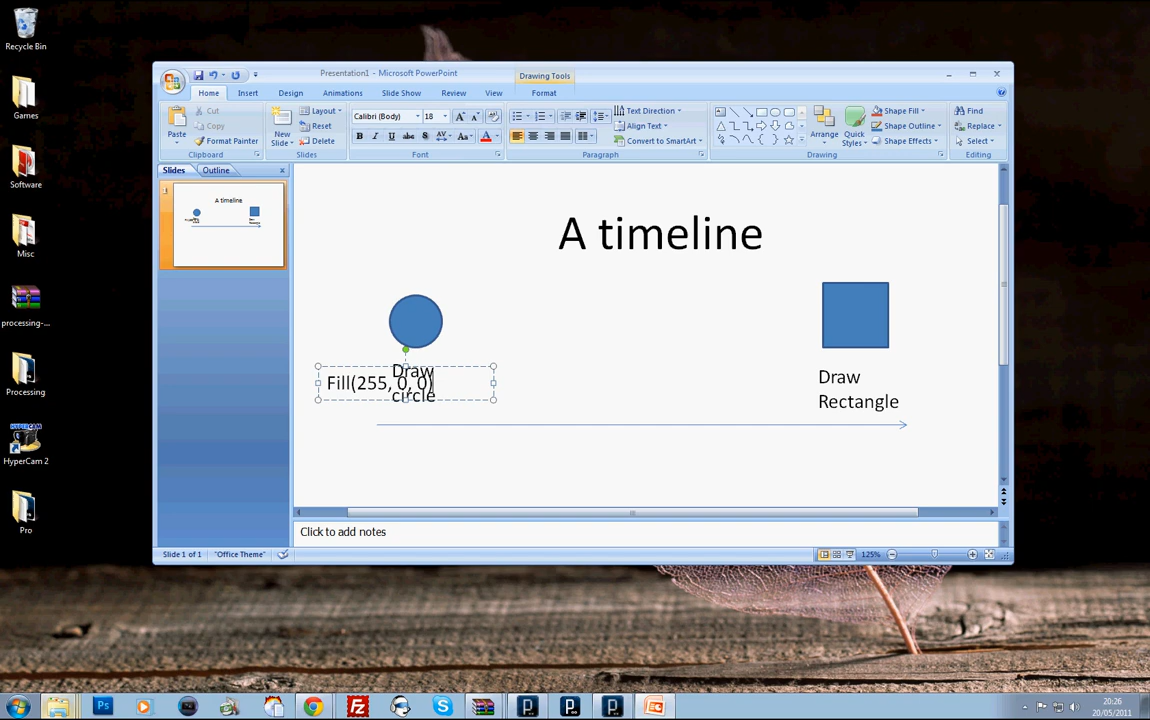 Recycle Bin
Games
Software
Misc
processing-...
Processing
HyperCam 2
Pro
Presentation1 - Microsoft PowerPoint
Drawing Tools
Home
Insert
Design
Animations
Slide Show
Review
View
Format
Paste
Cut
Copy
Format Painter
Clipboard
New
Slide
Layout
Reset
Delete
Slides
Calibri (Body)
18
Font
Text Direction
Align Text
Convert to SmartArt
Paragraph
Arrange
Quick
Styles
Shape Fill
Shape Outline
Shape Effects
Drawing
Find
Replace
Select
Editing
Slides
Outline
1
A timeline
A timeline
Draw
circle
Fill(255, 0, 0)
Draw
Rectangle
Click to add notes
Slide 1 of 1
"Office Theme"
125%
20:26
20/05/2011